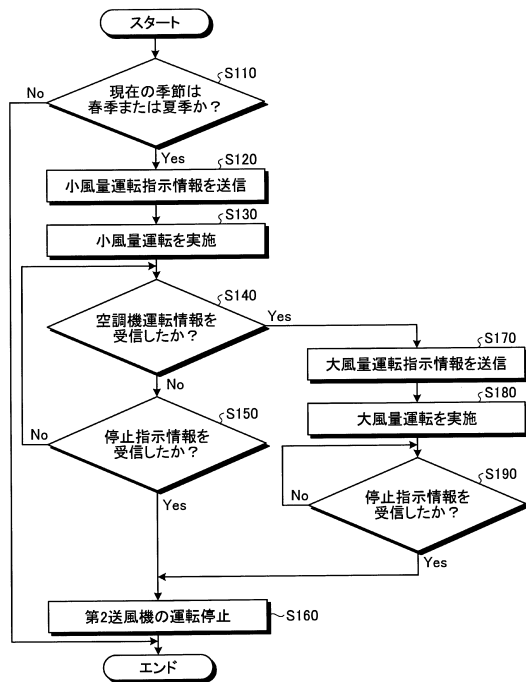 スタート
S110
現在の季節は
春季または夏季か？
No
Yes
S120
小風量運転指示情報を送信
S130
小風量運転を実施
S140
空調機運転情報を
受信したか？
Yes
No
S170
大風量運転指示情報を送信
S180
大風量運転を実施
S150
停止指示情報を
受信したか？
No
Yes
S190
停止指示情報を
受信したか？
No
Yes
第2送風機の運転停止
S160
エンド